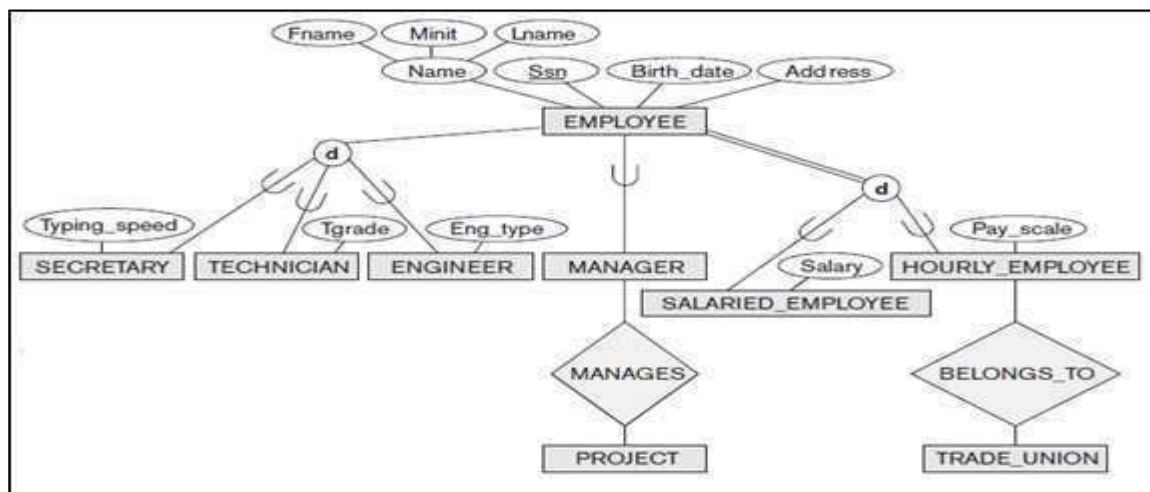 Fname Minit Lname
Name Ssn Birth_date Address
EMPLOYEE
d
d
Typing_speed Tgrade Eng_type Pay_scale
SECRETARY TECHNICIAN ENGINEER MANAGER Salary HOURLY_EMPLOYEE
SALARIED_EMPLOYEE
MANAGES BELONGS_TO
PROJECT TRADE_UNION